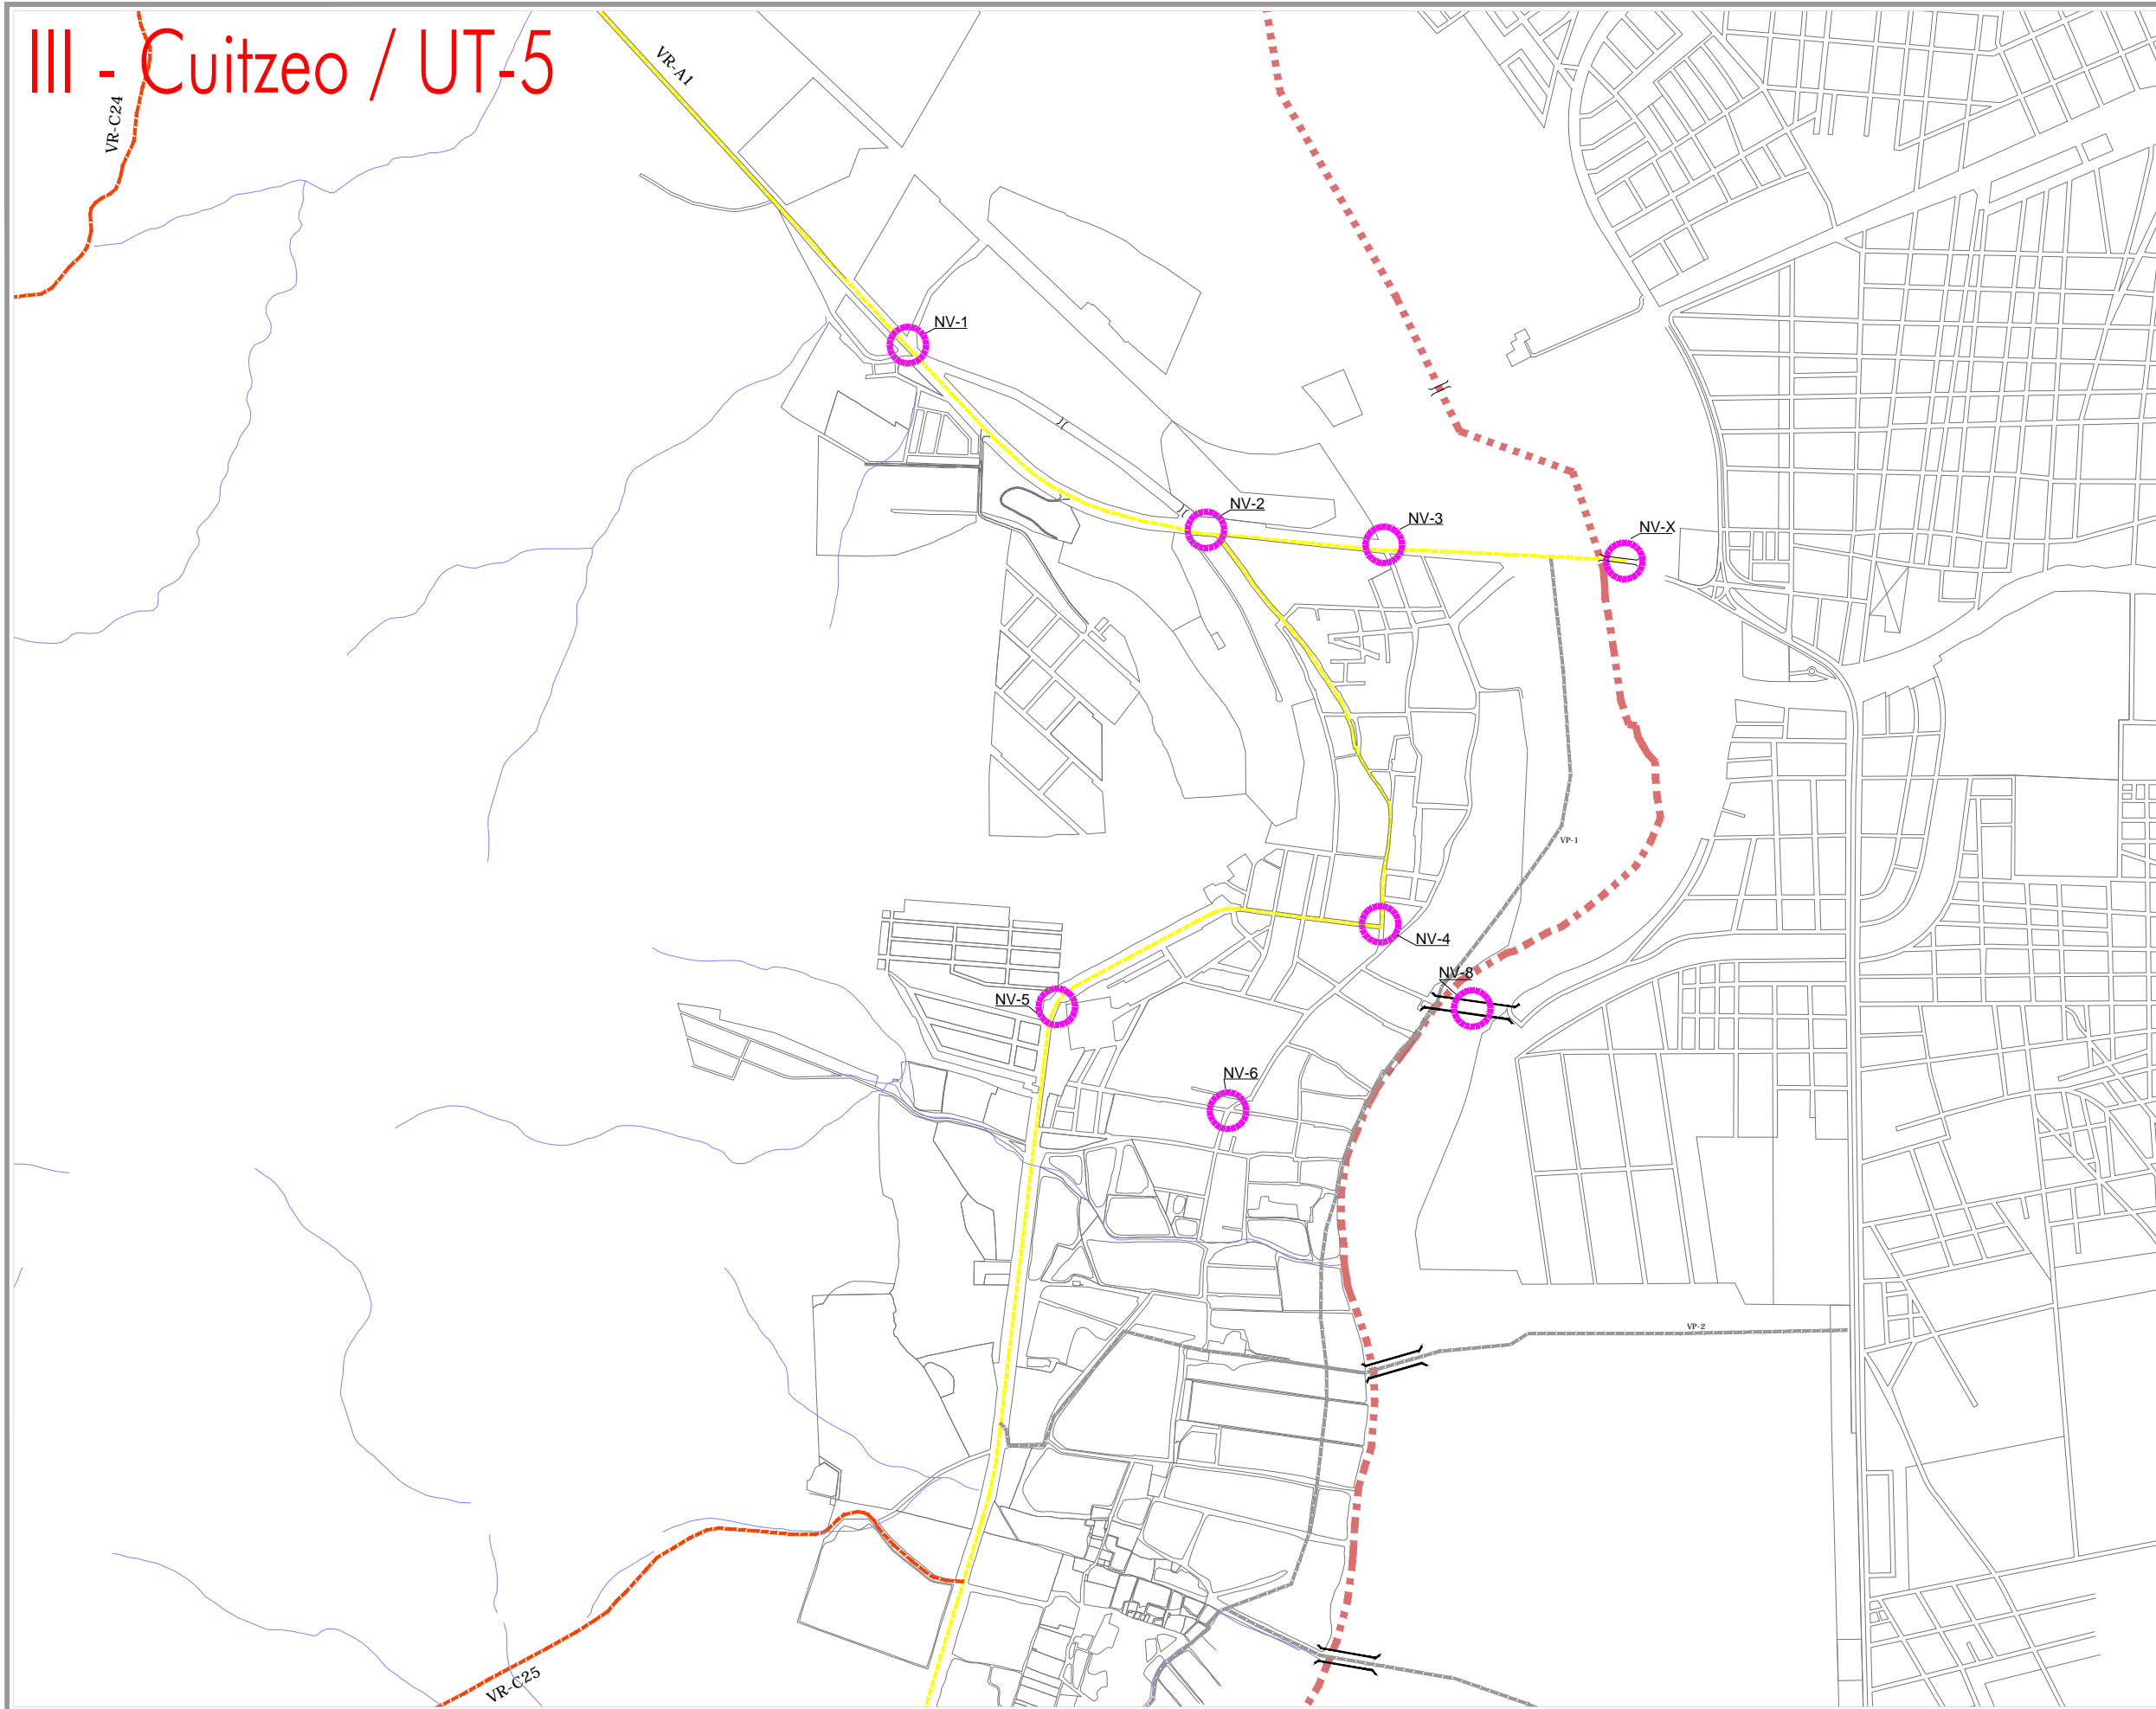 III - Cuitzeo / UT-5
VR-A1
VR-C24
NV-1
NV-2
NV-3
NV-X
VP-1
NV-4
NV-8
NV-5
NV-6
VP-2
VR-C25